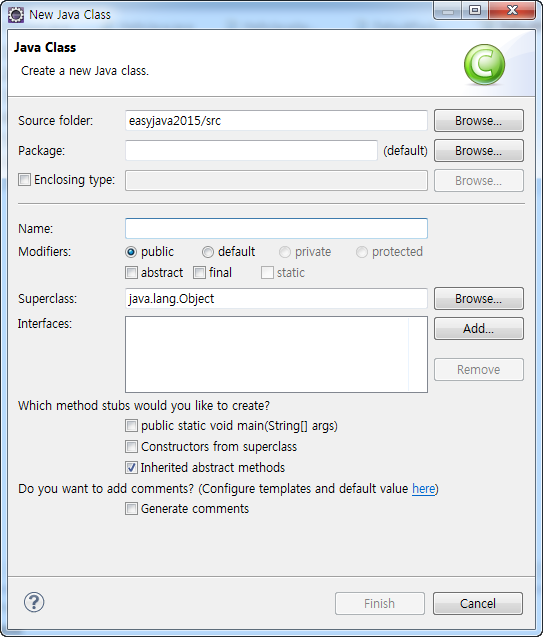 New Java Class
Java Class
Create a new Java class.
C
Source folder: easyjava2015/src Browse...
Package: (default) Browse...
Enclosing type: Browse...
Name:
Modifiers: public default private protected
abstract final static
Superclass: java.lang.Object Browse...
Interfaces: Add...
Remove
Which method stubs would you like to create?
public static void main(String[] args)
Constructors from superclass
Inherited abstract methods
Do you want to add comments? (Configure templates and default value here)
Generate comments
? Finish Cancel